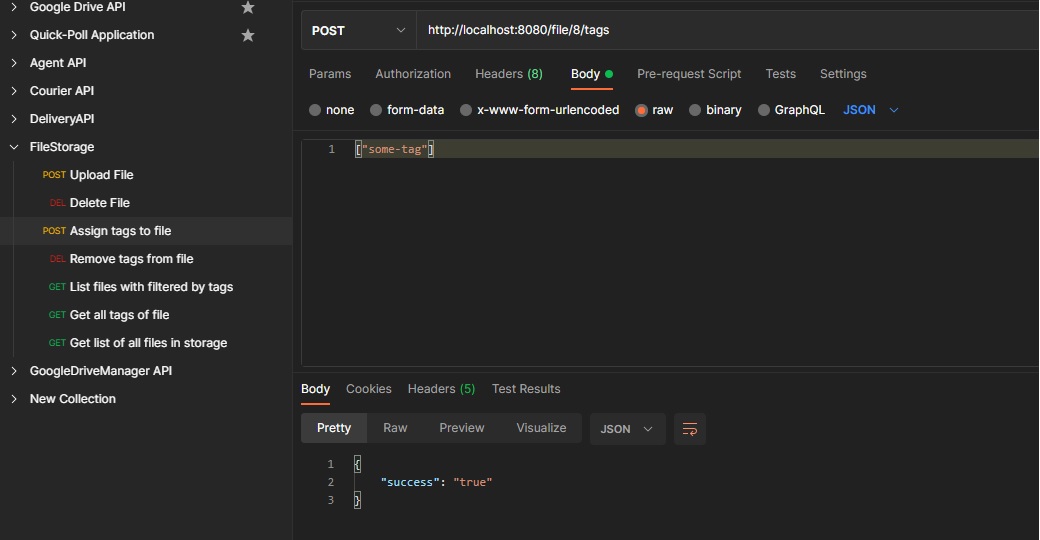 Google Drive API
Quick-Poll Application
Agent API
Courier API
DeliveryAPI
FileStorage
POST Upload File
DEL Delete File
POST Assign tags to file
DEL Remove tags from file
GET List files with filtered by tags
GET Get all tags of file
GET Get list of all files in storage
GoogleDriveManager API
New Collection
POST http://localhost:8080/file/8/tags
Params Authorization Headers (8) Body Pre-request Script Tests Settings
none form-data x-www-form-urlencoded raw binary GraphQL JSON
1 ["some-tag"]
Body Cookies Headers (5) Test Results
Pretty Raw Preview Visualize JSON
1 {
2 "success": "true"
3 }